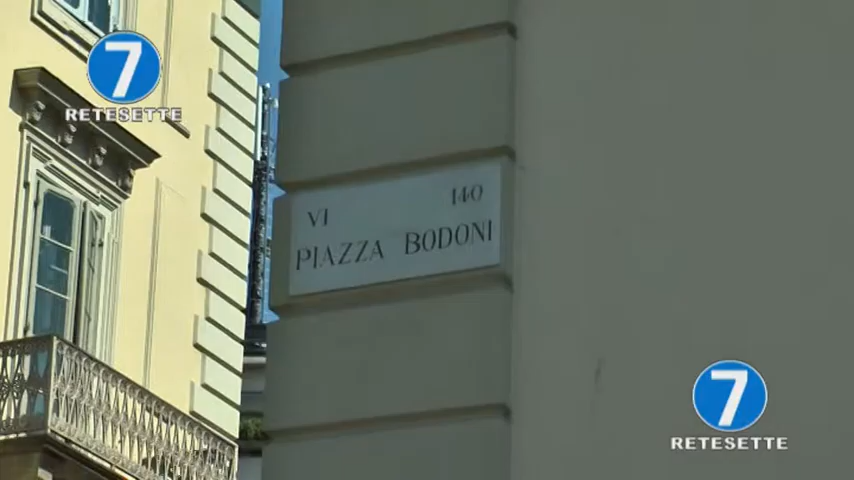 7
RETESETTE
VI 140
PIAZZA BODONI
7
RETESETTE